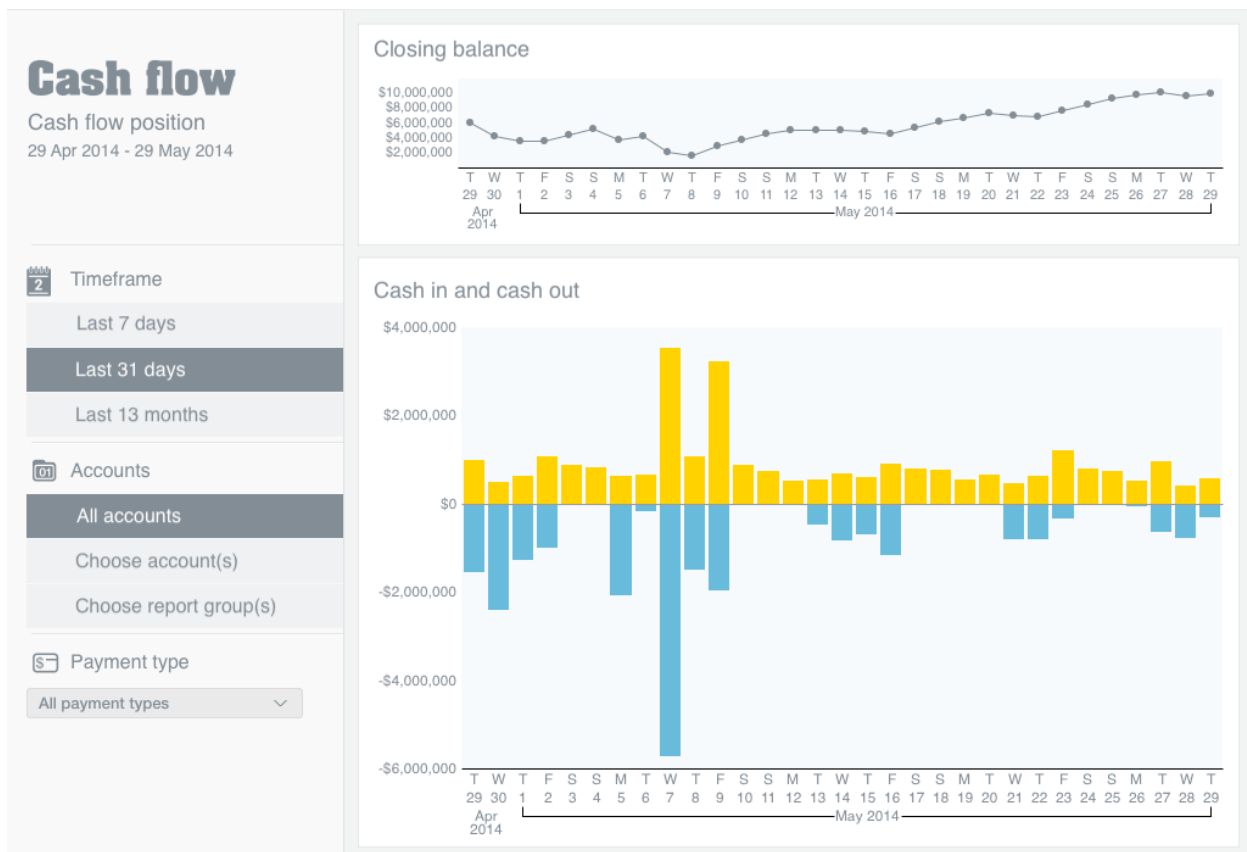 Cash flow
Cash flow position
29 Apr 2014 - 29 May 2014
2
Timeframe
Last 7 days
Last 31 days
Last 13 months
01
Accounts
All accounts
Choose account(s)
Choose report group(s)
$
Payment type
All payment types
Closing balance
$10,000,000
$8,000,000
$6,000,000
$4,000,000
$2,000,000
T W T F S S M T W T F S S M T W T F S S M T W T F S S M T W T
29 30 1 2 3 4 5 6 7 8 9 10 11 12 13 14 15 16 17 18 19 20 21 22 23 24 25 26 27 28 29
Apr
2014
May 2014
Cash in and cash out
$4,000,000
$2,000,000
$0
-$2,000,000
-$4,000,000
-$6,000,000
T W T F S S M T W T F S S M T W T F S S M T W T F S S M T W T
29 30 1 2 3 4 5 6 7 8 9 10 11 12 13 14 15 16 17 18 19 20 21 22 23 24 25 26 27 28 29
Apr
2014
May 2014